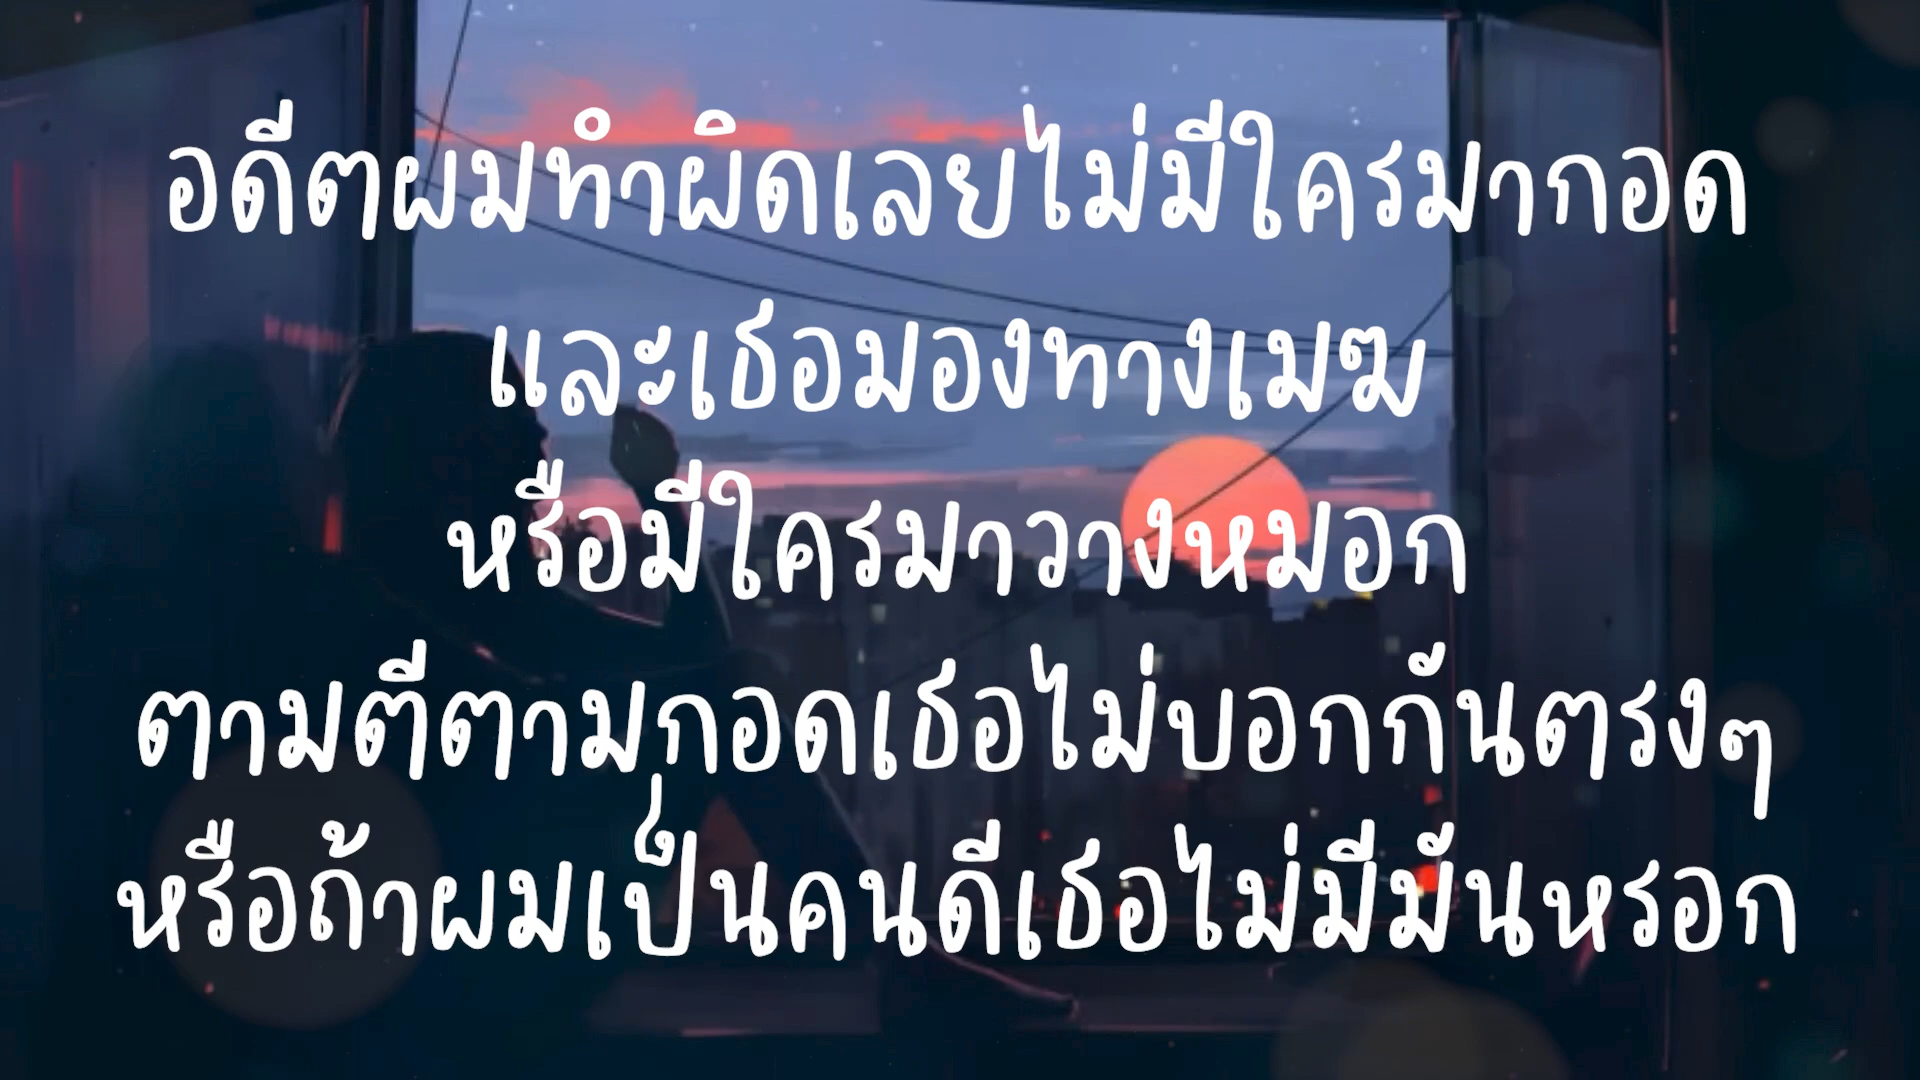 อดีตผมทำผิดเลยไม่มีใครมากอด
และเธอมองทางเมฆ
หรือมีใครมาวางหมอก
ตามตีตามกอดเธอไม่บอกกันตรงๆ
หรือถ้าผมเป็นคนดีเธอไม่มีมันหรอก